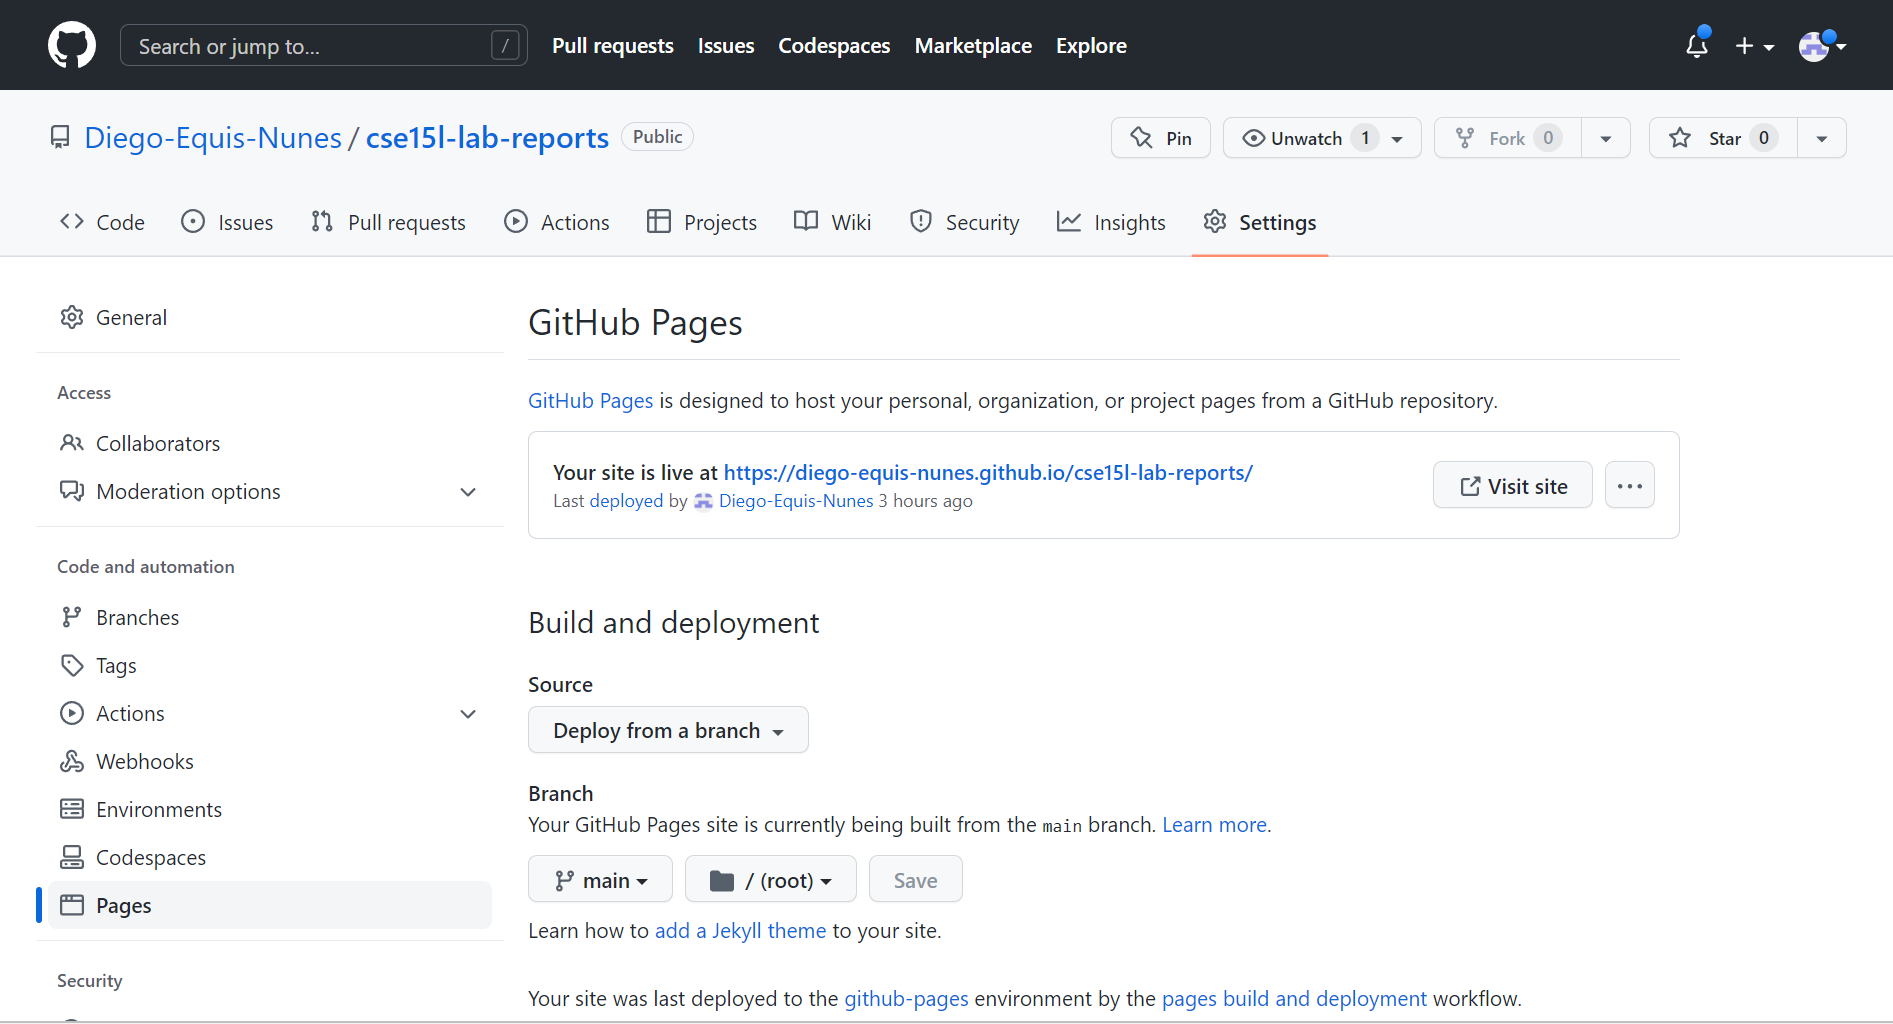 Search or jump to... / Pull requests Issues Codespaces Marketplace Explore
Diego-Equis-Nunes / cse15l-lab-reports Public Pin Unwatch 1 Fork 0 Star 0
Code Issues Pull requests Actions Projects Wiki Security Insights Settings
General
Access
Collaborators
Moderation options
Code and automation
Branches
Tags
Actions
Webhooks
Environments
Codespaces
Pages
Security
GitHub Pages
GitHub Pages is designed to host your personal, organization, or project pages from a GitHub repository.
Your site is live at https://diego-equis-nunes.github.io/cse15l-lab-reports/
Last deployed by Diego-Equis-Nunes 3 hours ago
Visit site
Build and deployment
Source
Deploy from a branch
Branch
Your GitHub Pages site is currently being built from the main branch. Learn more.
main / (root) Save
Learn how to add a Jekyll theme to your site.
Your site was last deployed to the github-pages environment by the pages build and deployment workflow.